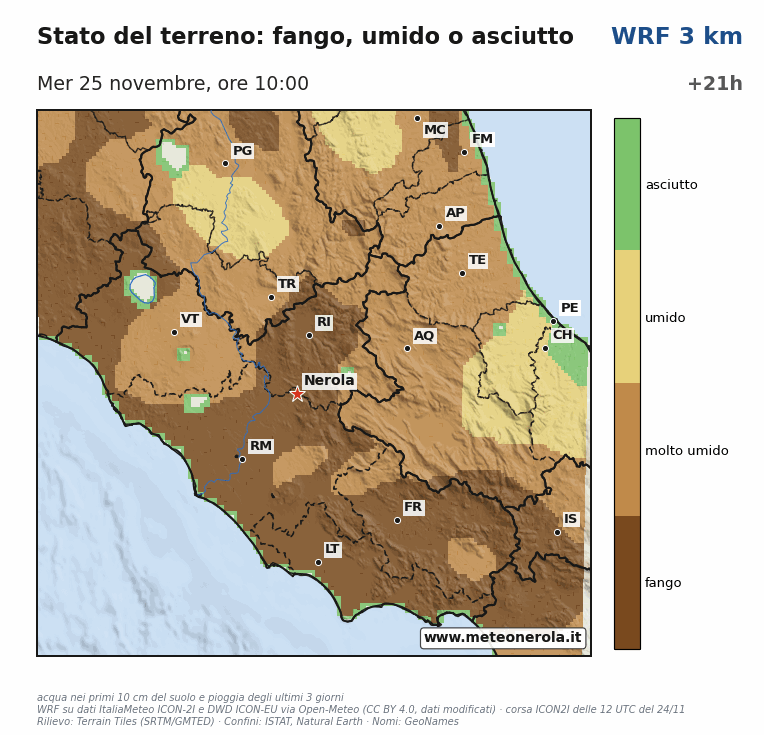 Stato del terreno: fango, umido o asciutto
WRF 3 km
Mer 25 novembre, ore 10:00
+21h
MC
FM
PG
AP
TE
TR
PE
VT
RI
AQ
CH
Nerola
RM
FR
IS
LT
www.meteonerola.it
asciutto
umido
molto umido
fango
acqua nei primi 10 cm del suolo e pioggia degli ultimi 3 giorni
WRF su dati ItaliaMeteo ICON-2I e DWD ICON-EU via Open-Meteo (CC BY 4.0, dati modificati) · corsa ICON2I delle 12 UTC del 24/11
Rilievo: Terrain Tiles (SRTM/GMTED) · Confini: ISTAT, Natural Earth · Nomi: GeoNames